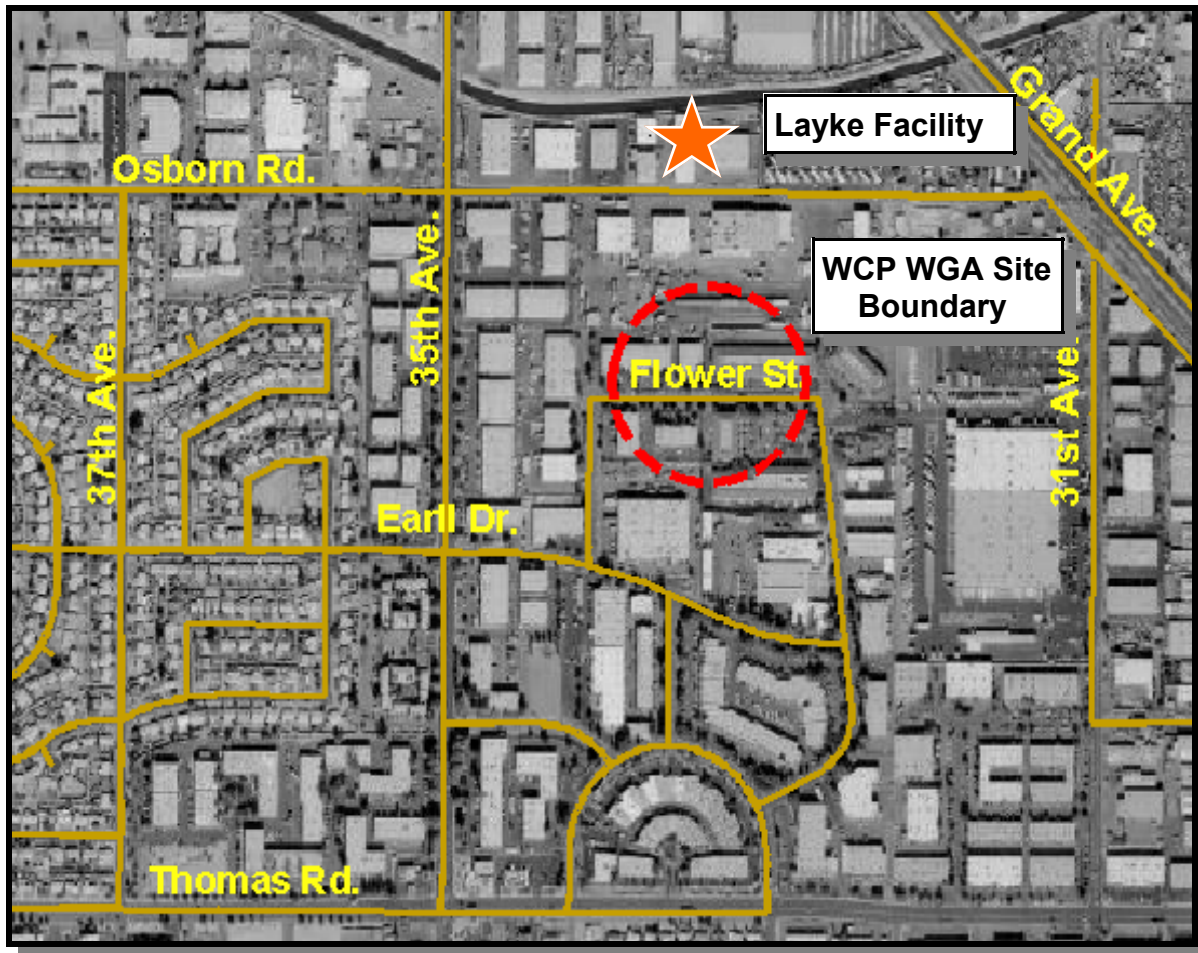 Grand Ave.
Layke Facility
Osborn Rd.
35th Ave.
WCP WGA Site
Boundary
37th Ave.
Flower St.
31st Ave.
Earll Dr.
Thomas Rd.